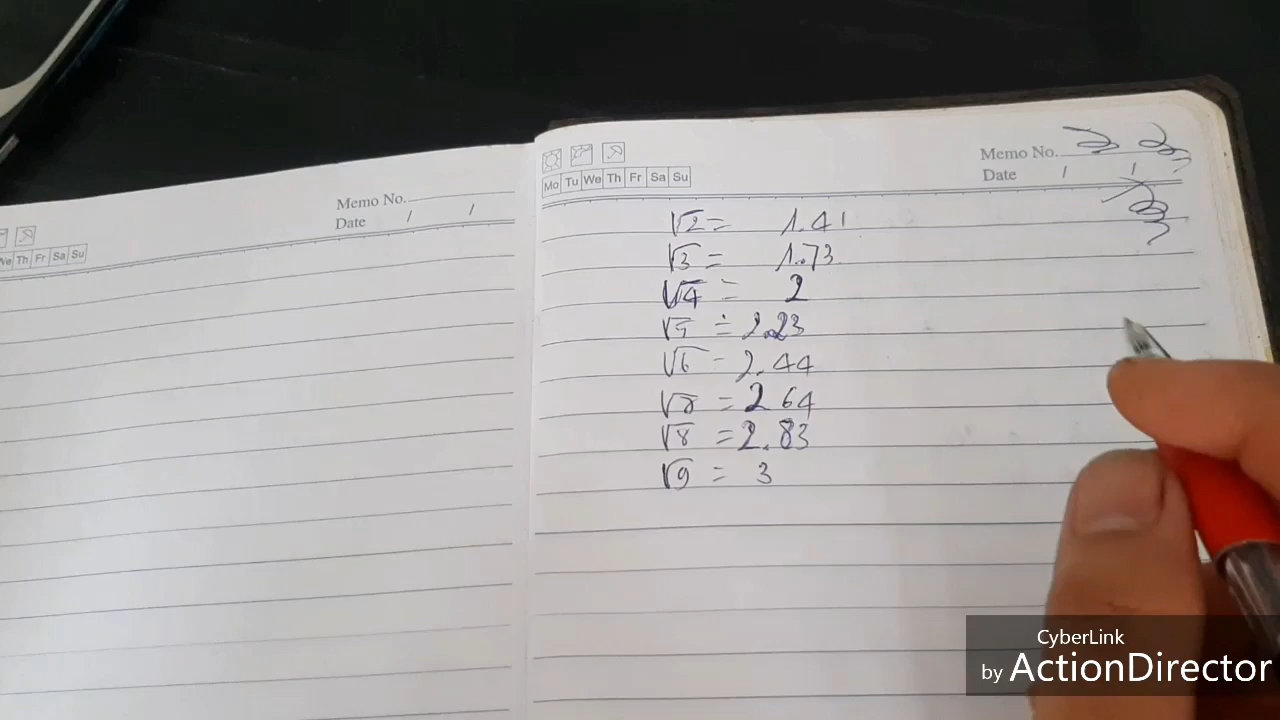 We Th Fr Sa Su
Memo No.
Date / /
Mo Tu We Th Fr Sa Su
Memo No.
Date / /
√2 = 1.41
√3 = 1.73
√4 = 2
√5 = 2.23
√6 = 2.44
√7 = 2.64
√8 = 2.83
√9 = 3
CyberLink
by ActionDirector